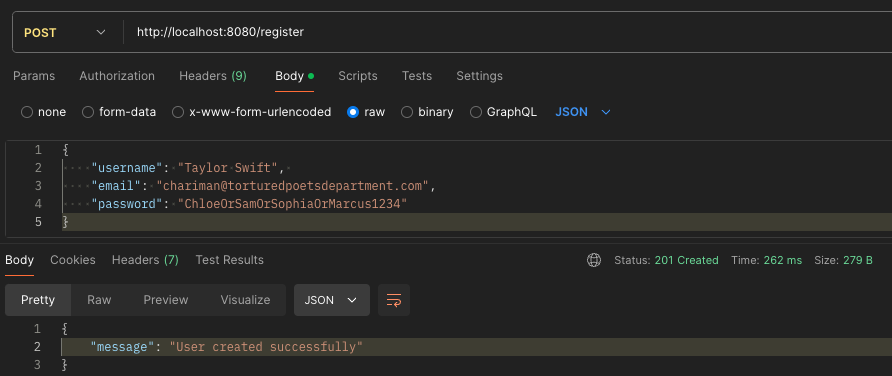 POST http://localhost:8080/register
Params Authorization Headers (9) Body Scripts Tests Settings
none form-data x-www-form-urlencoded raw binary GraphQL JSON
1 {
2 "username": "Taylor Swift",
3 "email": "chariman@torturedpoetsdepartment.com",
4 "password": "ChloeOrSamOrSophiaOrMarcus1234"
5 }
Body Cookies Headers (7) Test Results Status: 201 Created Time: 262 ms Size: 279 B
Pretty Raw Preview Visualize JSON
1 {
2 "message": "User created successfully"
3 }